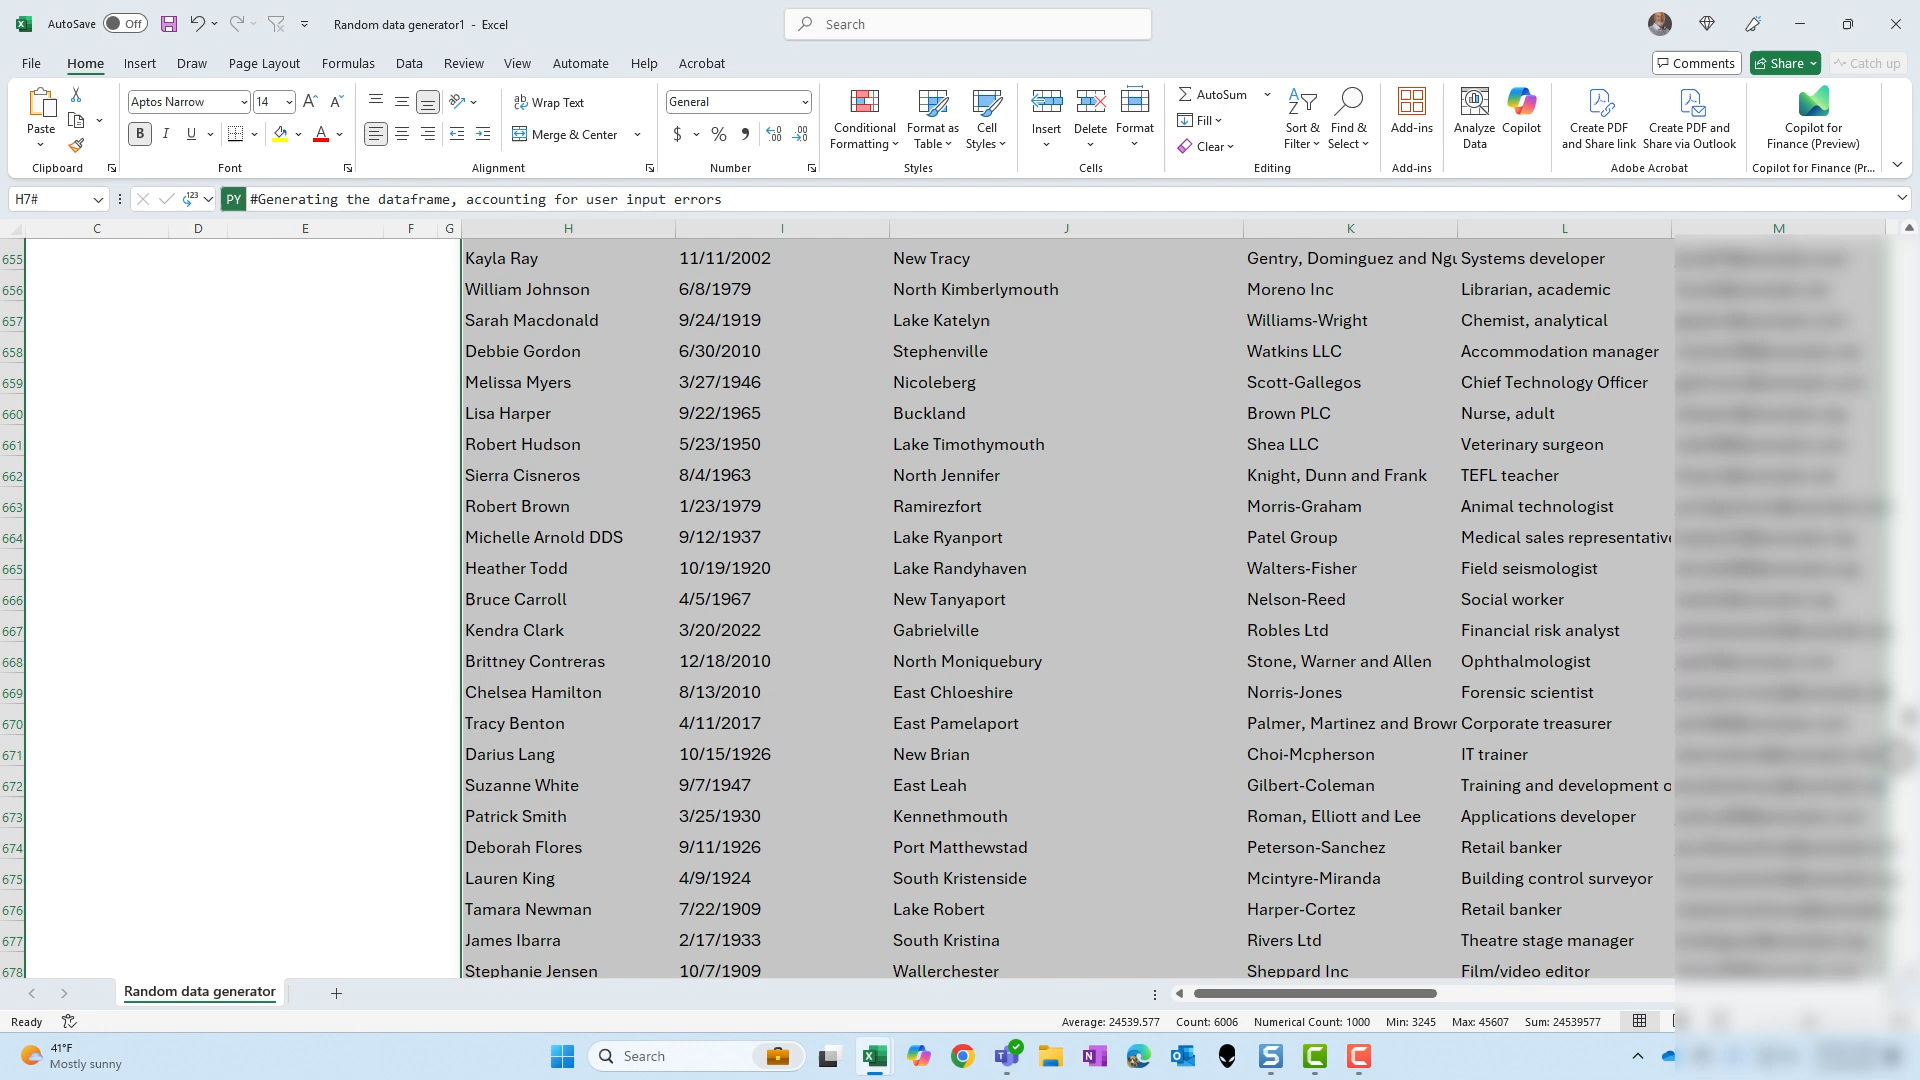 AutoSave Off Random data generator1 - Excel Search
File Home Insert Draw Page Layout Formulas Data Review View Automate Help Acrobat Comments Share Catch up
Paste Aptos Narrow 14 Wrap Text General Conditional Formatting Format as Table Cell Styles Insert Delete Format AutoSum Sort & Filter Find & Select Add-ins Analyze Data Copilot Create PDF and Share link Create PDF and Share via Outlook Copilot for Finance (Preview)
B I U A Merge & Center $ % Fill Clear
Clipboard Font Alignment Number Styles Cells Editing Add-ins Adobe Acrobat Copilot for Finance (Pr...
H7# PY #Generating the dataframe, accounting for user input errors
C D E F G H I J K L M
655 Kayla Ray 11/11/2002 New Tracy Gentry, Dominguez and Ngu Systems developer
656 William Johnson 6/8/1979 North Kimberlymouth Moreno Inc Librarian, academic
657 Sarah Macdonald 9/24/1919 Lake Katelyn Williams-Wright Chemist, analytical
658 Debbie Gordon 6/30/2010 Stephenville Watkins LLC Accommodation manager
659 Melissa Myers 3/27/1946 Nicoleberg Scott-Gallegos Chief Technology Officer
660 Lisa Harper 9/22/1965 Buckland Brown PLC Nurse, adult
661 Robert Hudson 5/23/1950 Lake Timothymouth Shea LLC Veterinary surgeon
662 Sierra Cisneros 8/4/1963 North Jennifer Knight, Dunn and Frank TEFL teacher
663 Robert Brown 1/23/1979 Ramirezfort Morris-Graham Animal technologist
664 Michelle Arnold DDS 9/12/1937 Lake Ryanport Patel Group Medical sales representative
665 Heather Todd 10/19/1920 Lake Randyhaven Walters-Fisher Field seismologist
666 Bruce Carroll 4/5/1967 New Tanyaport Nelson-Reed Social worker
667 Kendra Clark 3/20/2022 Gabrielville Robles Ltd Financial risk analyst
668 Brittney Contreras 12/18/2010 North Moniquebury Stone, Warner and Allen Ophthalmologist
669 Chelsea Hamilton 8/13/2010 East Chloeshire Norris-Jones Forensic scientist
670 Tracy Benton 4/11/2017 East Pamelaport Palmer, Martinez and Brown Corporate treasurer
671 Darius Lang 10/15/1926 New Brian Choi-Mcpherson IT trainer
672 Suzanne White 9/7/1947 East Leah Gilbert-Coleman Training and development o
673 Patrick Smith 3/25/1930 Kennethmouth Roman, Elliott and Lee Applications developer
674 Deborah Flores 9/11/1926 Port Matthewstad Peterson-Sanchez Retail banker
675 Lauren King 4/9/1924 South Kristenside Mcintyre-Miranda Building control surveyor
676 Tamara Newman 7/22/1909 Lake Robert Harper-Cortez Retail banker
677 James Ibarra 2/17/1933 South Kristina Rivers Ltd Theatre stage manager
678 Stephanie Jensen 10/7/1909 Wallerchester Sheppard Inc Film/video editor
Random data generator
Ready Average: 24539.577 Count: 6006 Numerical Count: 1000 Min: 3245 Max: 45607 Sum: 24539577
41°F
Mostly sunny
Search